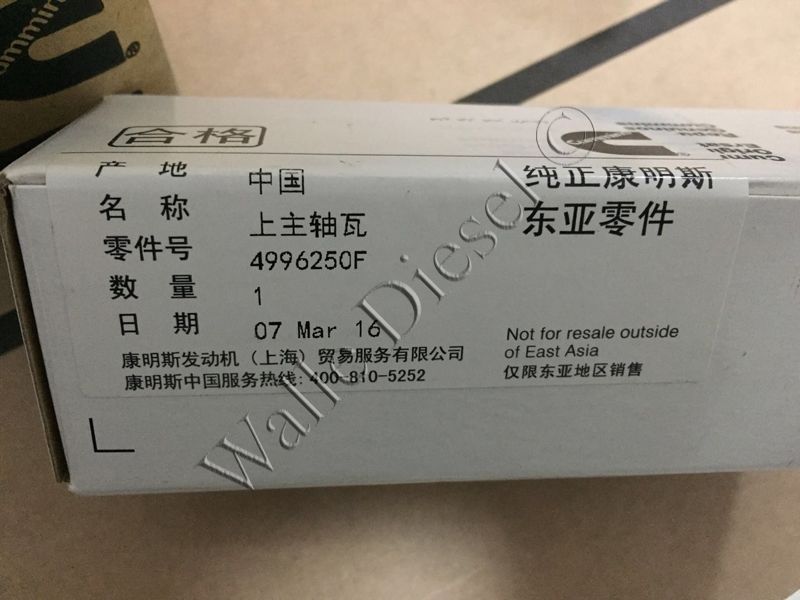 ummins
合格
产地 中国
名称 上主轴瓦
零件号 4996250F
数量 1
日期 07 Mar 16
康明斯发动机（上海）贸易服务有限公司
康明斯中国服务热线: 400-810-5252
纯正康明斯
东亚零件
Not for resale outside
of East Asia
仅限东亚地区销售
Walle Diesel ©